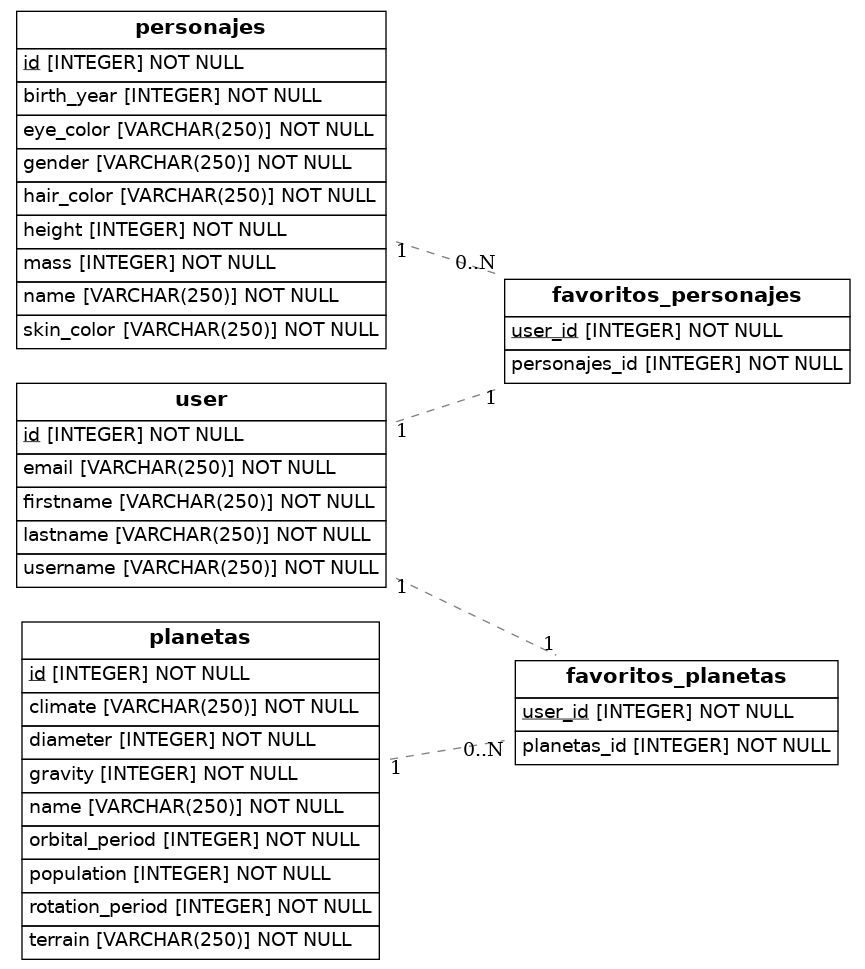 personajes
id [INTEGER] NOT NULL
birth_year [INTEGER] NOT NULL
eye_color [VARCHAR(250)] NOT NULL
gender [VARCHAR(250)] NOT NULL
hair_color [VARCHAR(250)] NOT NULL
height [INTEGER] NOT NULL
mass [INTEGER] NOT NULL
name [VARCHAR(250)] NOT NULL
skin_color [VARCHAR(250)] NOT NULL
1
0..N
favoritos_personajes
user_id [INTEGER] NOT NULL
personajes_id [INTEGER] NOT NULL
1
1
user
id [INTEGER] NOT NULL
email [VARCHAR(250)] NOT NULL
firstname [VARCHAR(250)] NOT NULL
lastname [VARCHAR(250)] NOT NULL
username [VARCHAR(250)] NOT NULL
1
1
planetas
id [INTEGER] NOT NULL
climate [VARCHAR(250)] NOT NULL
diameter [INTEGER] NOT NULL
gravity [INTEGER] NOT NULL
name [VARCHAR(250)] NOT NULL
orbital_period [INTEGER] NOT NULL
population [INTEGER] NOT NULL
rotation_period [INTEGER] NOT NULL
terrain [VARCHAR(250)] NOT NULL
1
0..N
favoritos_planetas
user_id [INTEGER] NOT NULL
planetas_id [INTEGER] NOT NULL